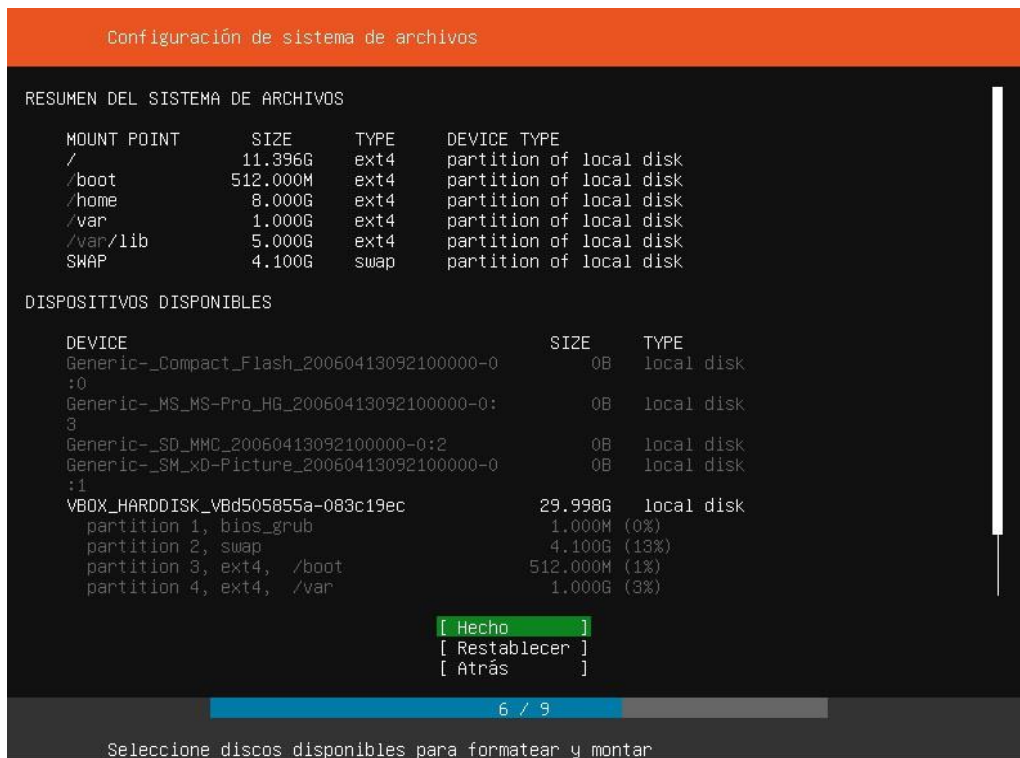 Configuración de sistema de archivos
RESUMEN DEL SISTEMA DE ARCHIVOS
MOUNT POINT SIZE TYPE DEVICE TYPE
/ 11.396G ext4 partition of local disk
/boot 512.000M ext4 partition of local disk
/home 8.000G ext4 partition of local disk
/var 1.000G ext4 partition of local disk
/var/lib 5.000G ext4 partition of local disk
SWAP 4.100G swap partition of local disk
DISPOSITIVOS DISPONIBLES
DEVICE SIZE TYPE
Generic-_Compact_Flash_20060413092100000-0 0B local disk
:0
Generic-_MS_MS-Pro_HG_20060413092100000-0: 0B local disk
3
Generic-_SD_MMC_20060413092100000-0:2 0B local disk
Generic-_SM_xD-Picture_20060413092100000-0 0B local disk
:1
VBOX_HARDDISK_VBd505855a-083c19ec 29.998G local disk
partition 1, bios_grub 1.000M (0%)
partition 2, swap 4.100G (13%)
partition 3, ext4, /boot 512.000M (1%)
partition 4, ext4, /var 1.000G (3%)
[ Hecho ]
[ Restablecer ]
[ Atrás ]
6 / 9
Seleccione discos disponibles para formatear y montar